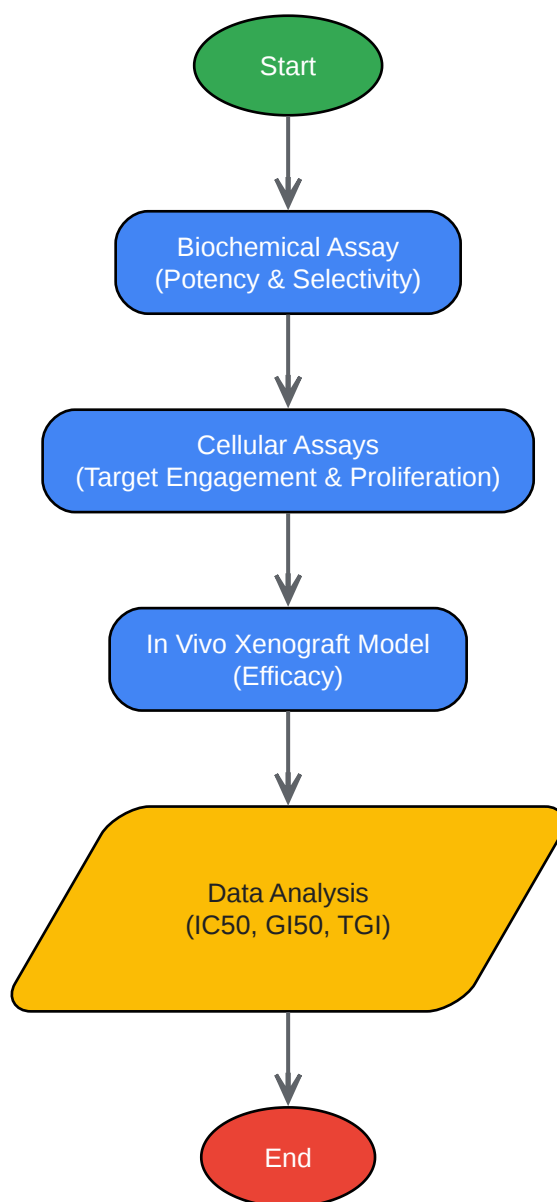 Start
Biochemical Assay
(Potency & Selectivity)
Cellular Assays
(Target Engagement & Proliferation)
In Vivo Xenograft Model
(Efficacy)
Data Analysis
(IC50, GI50, TGI)
End